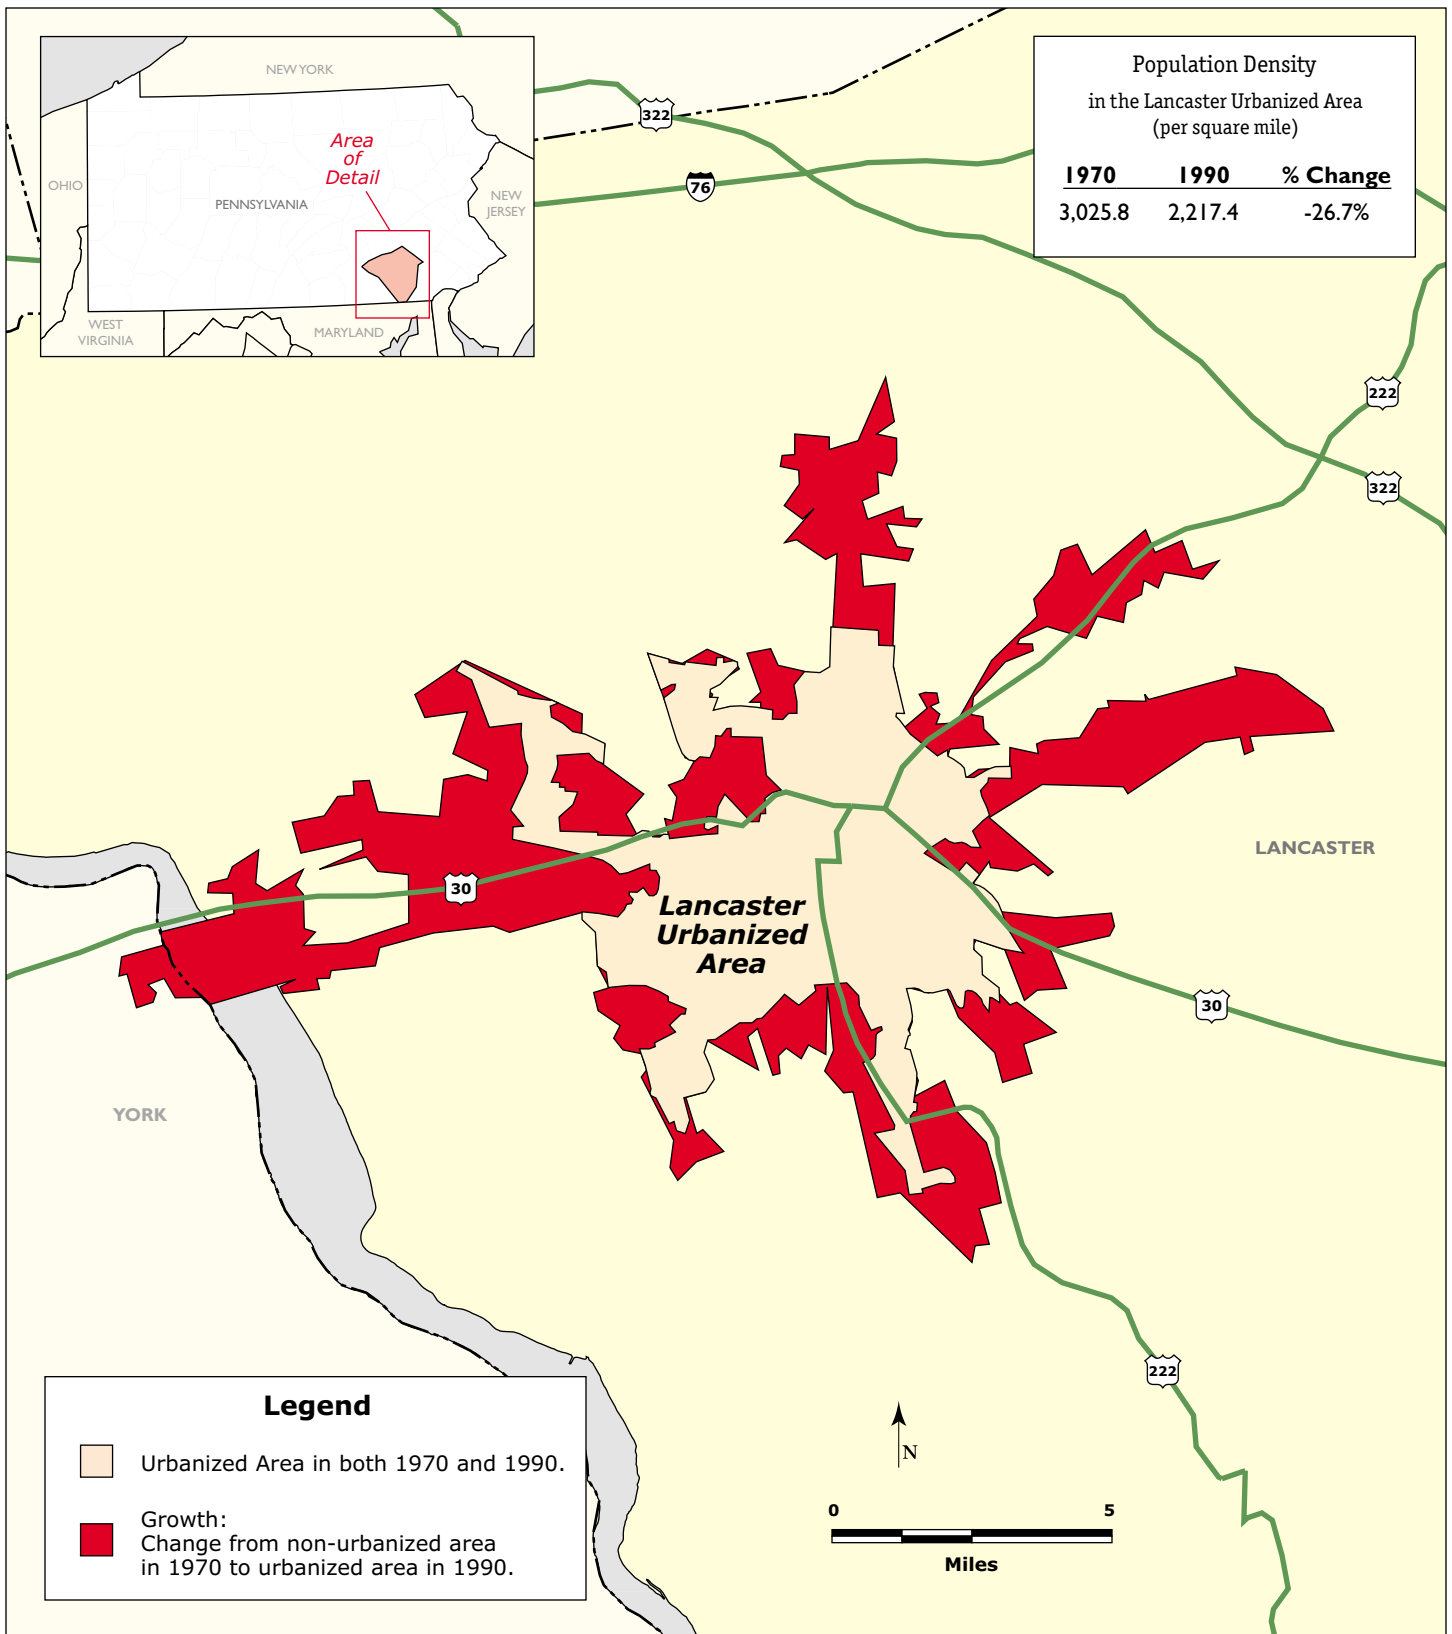 NEW YORK
Area
of
Detail
OHIO
PENNSYLVANIA
NEW
JERSEY
WEST
VIRGINIA
MARYLAND
322
76
Population Density
in the Lancaster Urbanized Area
(per square mile)
1970 1990 % Change
3,025.8 2,217.4 -26.7%
222
322
LANCASTER
30
Lancaster
Urbanized
Area
30
YORK
222
Legend
Urbanized Area in both 1970 and 1990.
Growth:
Change from non-urbanized area
in 1970 to urbanized area in 1990.
N
0 5
Miles